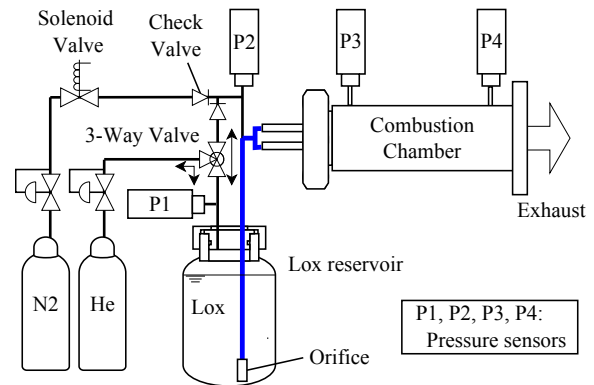 Solenoid
Valve
Check
Valve
P2
P3
P4
3-Way Valve
Combustion
Chamber
P1
Exhaust
Lox reservoir
N2
He
Lox
P1, P2, P3, P4:
Pressure sensors
Orifice